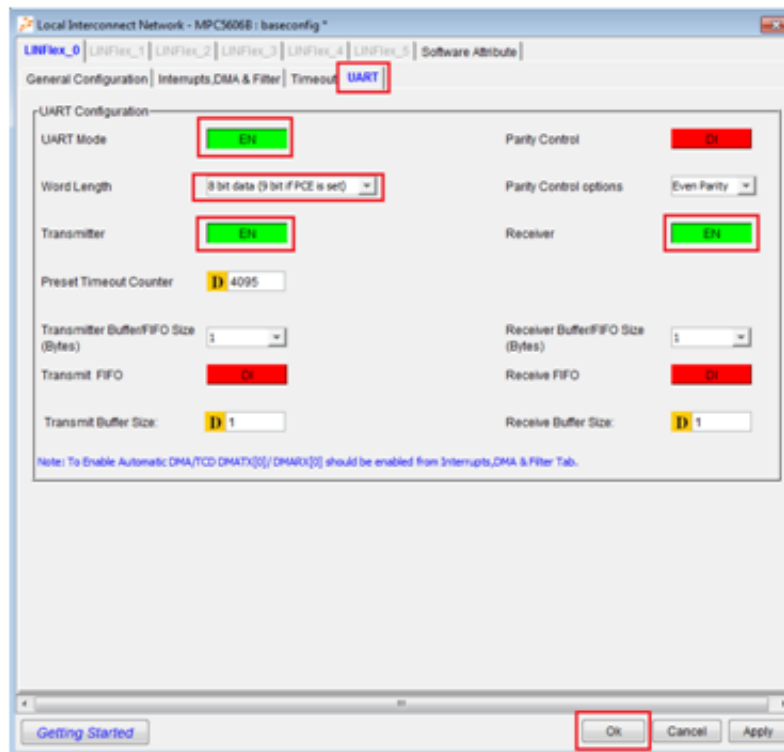 Local Interconnect Network - MPC5606B : baseconfig *
LINFlex_0 LINFlex_1 LINFlex_2 LINFlex_3 LINFlex_4 LINFlex_5 Software Attribute
General Configuration Interrupts,DMA & Filter Timeout UART
UART Configuration
UART Mode EN Parity Control DI
Word Length 8 bit data (9 bit if PCE is set) Parity Control options Even Parity
Transmitter EN Receiver EN
Preset Timeout Counter D 4095
Transmitter Buffer/FIFO Size 1 Receiver Buffer/FIFO Size 1
(Bytes) (Bytes)
Transmit FIFO DI Receive FIFO DI
Transmit Buffer Size: D 1 Receive Buffer Size: D 1
Note: To Enable Automatic DMA/TCD DMATX[0]/ DMARX[0] should be enabled from Interrupts,DMA & Filter Tab.
Getting Started Ok Cancel Apply